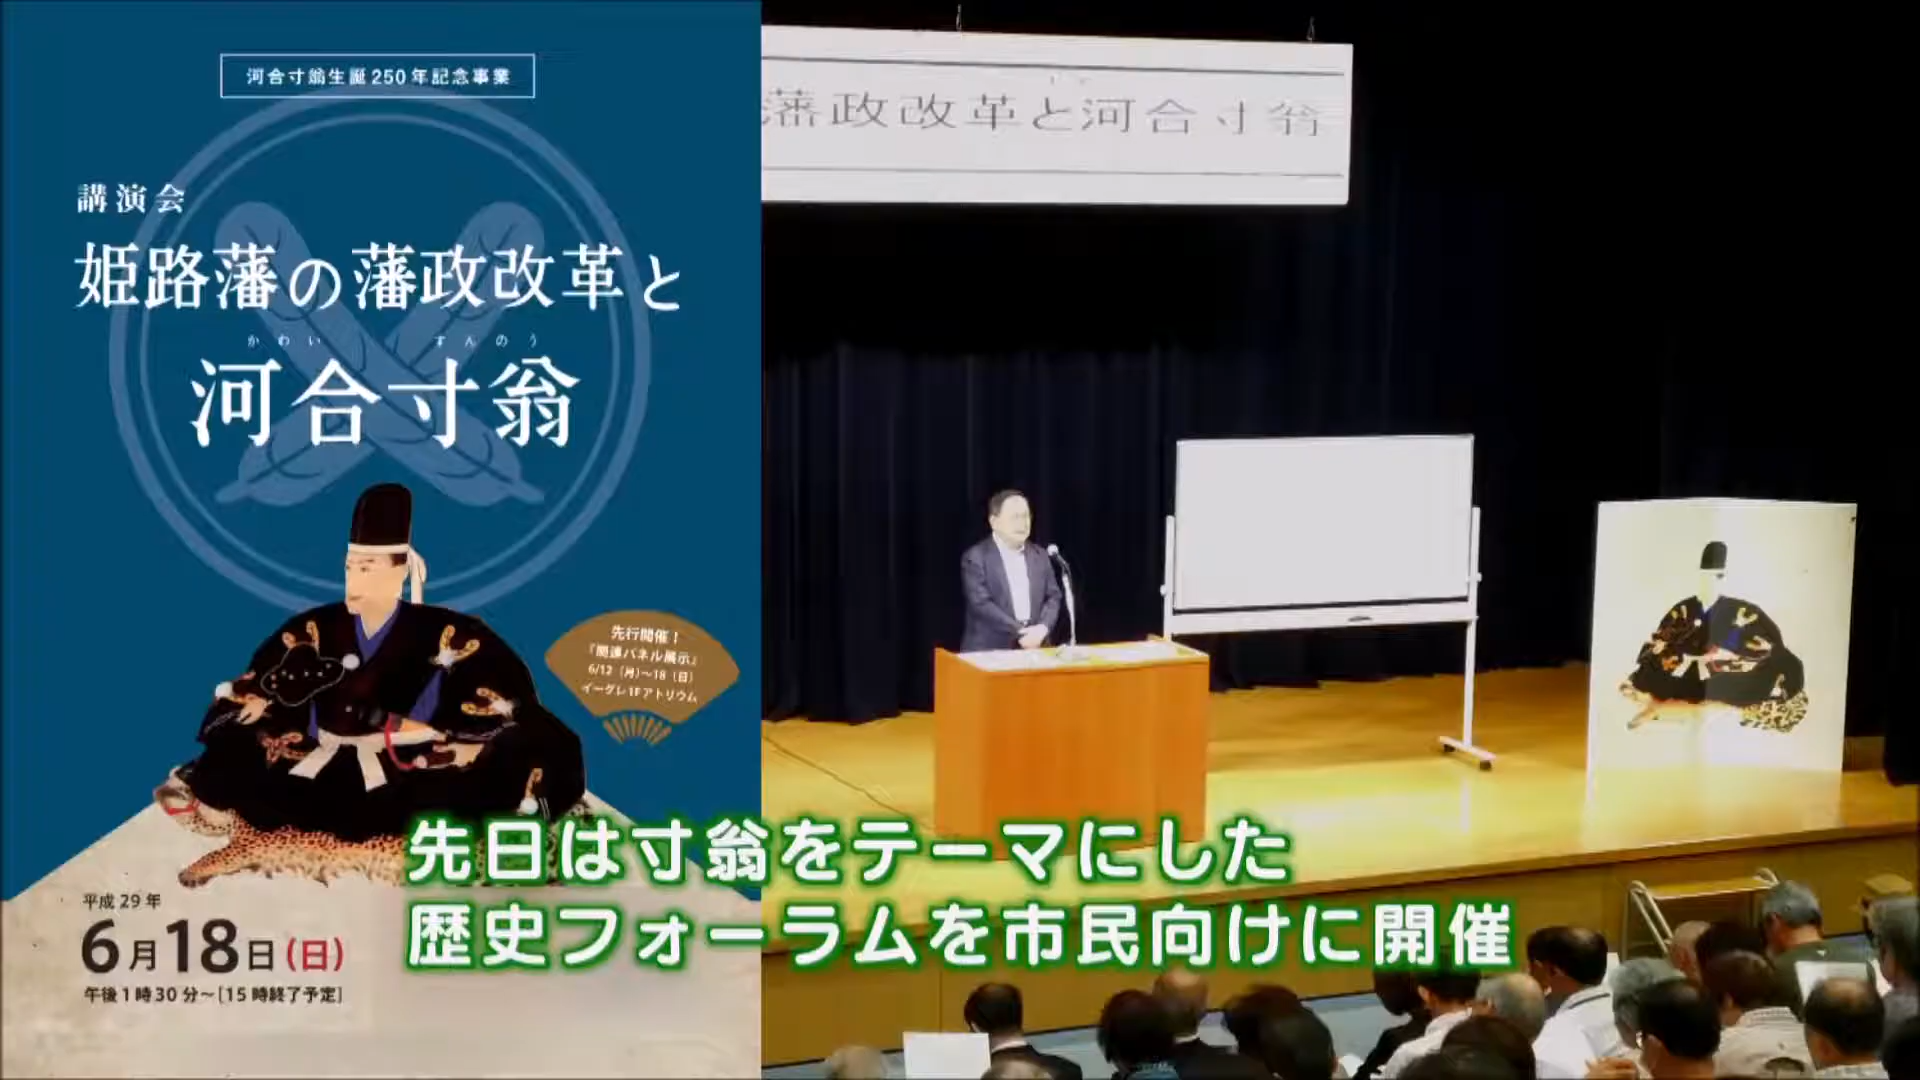 河合寸翁生誕250年記念事業
講演会
姫路藩の藩政改革と
かわい すんのう
河合寸翁
先行開催！
『関連パネル展示』
6/12（月）～18（日）
イーグレ1Fアトリウム
平成29年
6月18日(日)
午後1時30分～[15時終了予定]
藩政改革と河合寸翁
先日は寸翁をテーマにした
歴史フォーラムを市民向けに開催